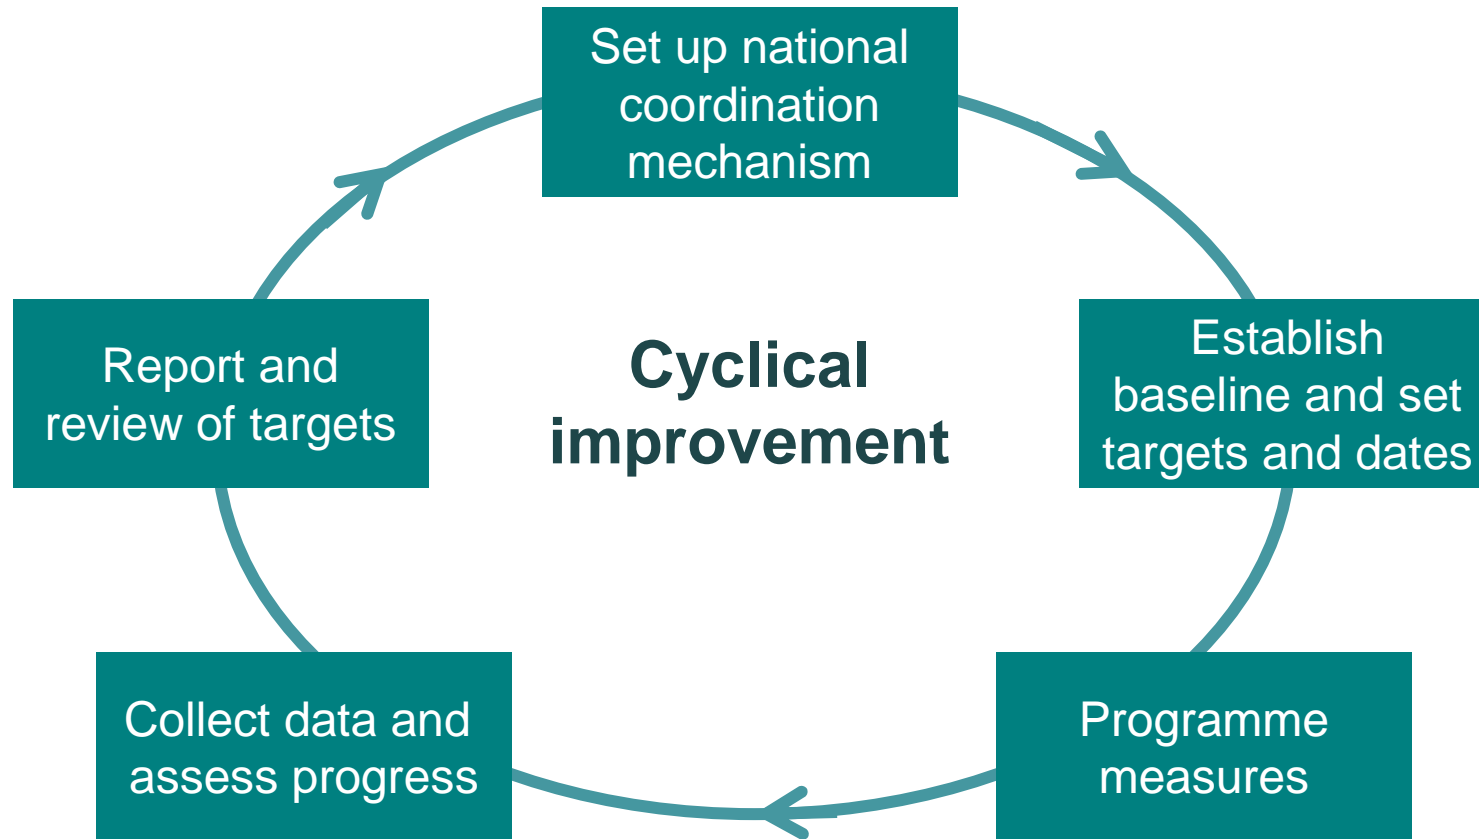 Set up national
coordination
mechanism
Establish
baseline and set
targets and dates
Programme
measures
Collect data and
assess progress
Report and
review of targets
Cyclical
improvement